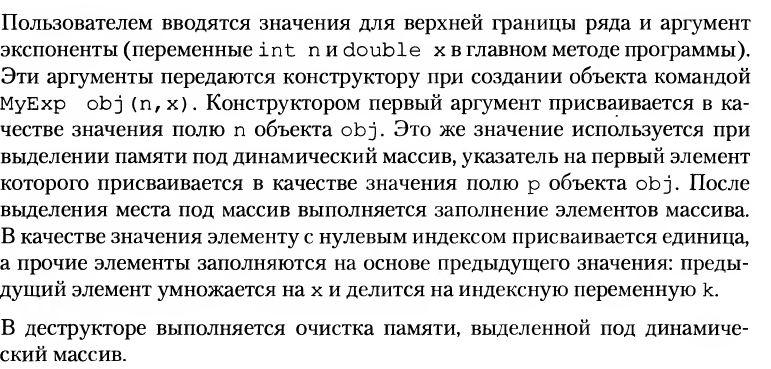 Пользователем вводятся значения для верхней границы ряда и аргумент
экспоненты (переменные int n и double x в главном методе программы).
Эти аргументы передаются конструктору при создании объекта командой
MyExp obj(n,x). Конструктором первый аргумент присваивается в ка-
честве значения полю n объекта obj. Это же значение используется при
выделении памяти под динамический массив, указатель на первый элемент
которого присваивается в качестве значения полю p объекта obj. После
выделения места под массив выполняется заполнение элементов массива.
В качестве значения элементу с нулевым индексом присваивается единица,
а прочие элементы заполняются на основе предыдущего значения: преды-
дущий элемент умножается на x и делится на индексную переменную k.
В деструкторе выполняется очистка памяти, выделенной под динамиче-
ский массив.